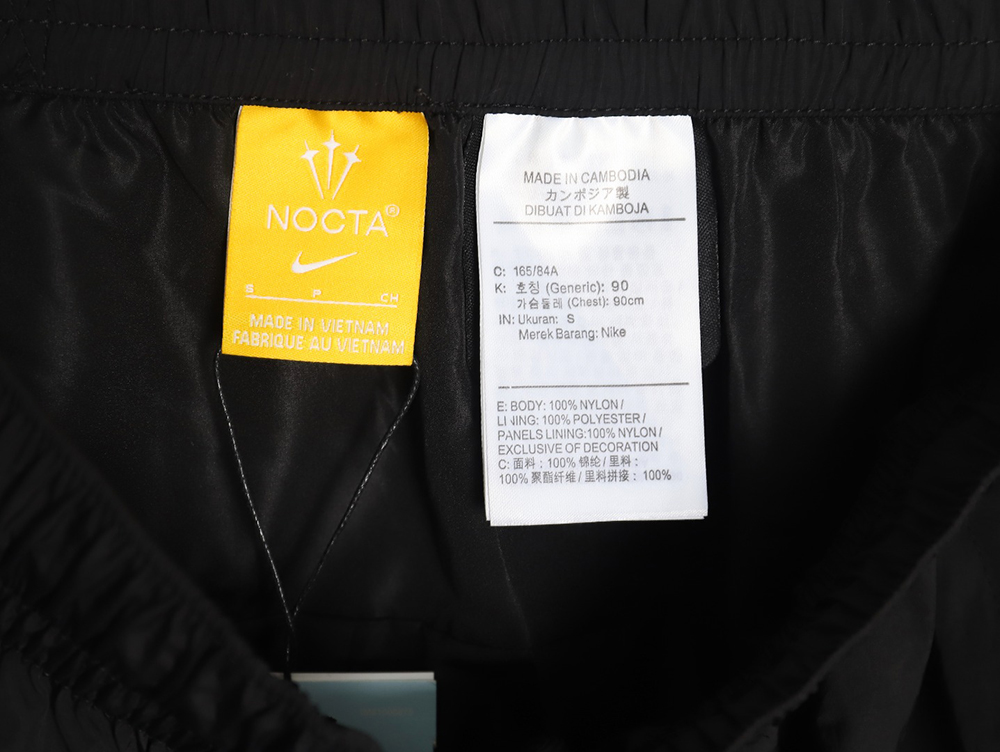 NOCTA®
S P CH
MADE IN VIETNAM
FABRIQUE AU VIETNAM
MADE IN CAMBODIA
カンボジア製
DIBUAT DI KAMBOJA
C: 165/84A
K: 호칭 (Generic): 90
가슴둘레 (Chest): 90cm
IN: Ukuran: S
Merek Barang: Nike
E: BODY: 100% NYLON /
LINING: 100% POLYESTER /
PANELS LINING:100% NYLON /
EXCLUSIVE OF DECORATION
C: 面料：100% 锦纶 / 里料：
100% 聚酯纤维 / 里料拼接：100%